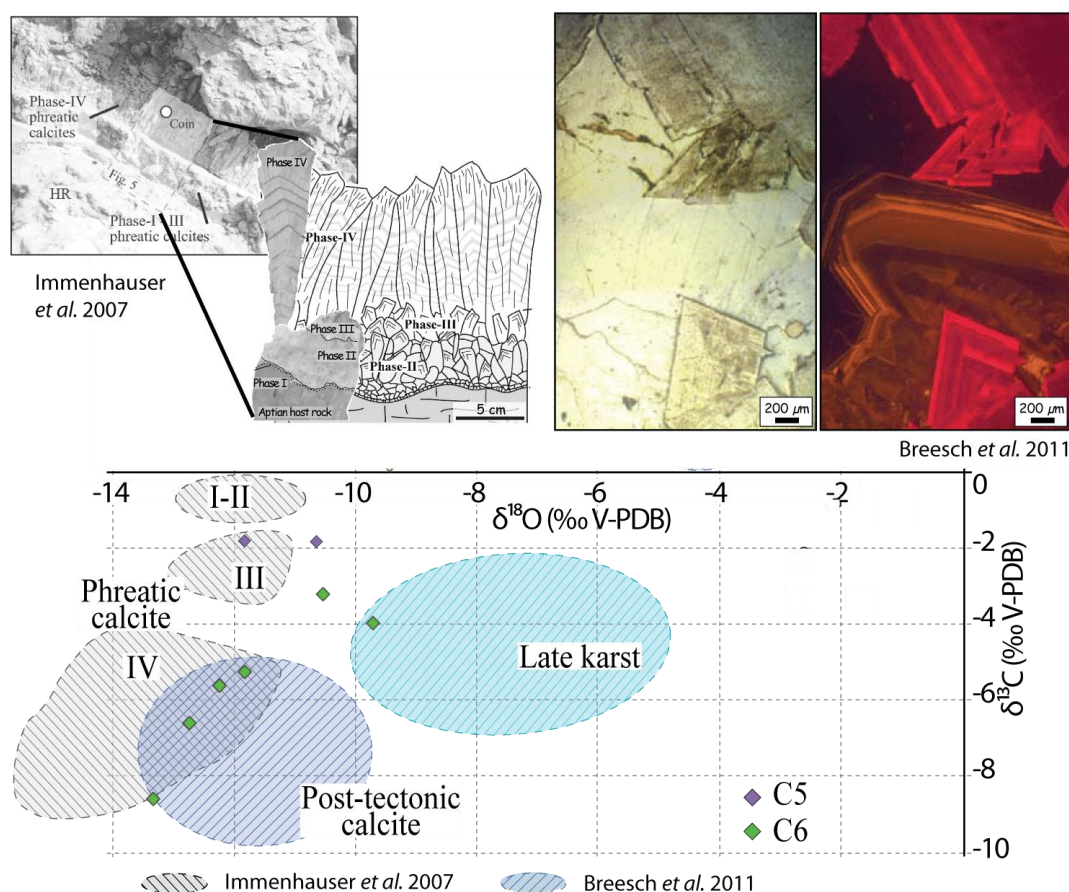 Phase-IV
phreatic
calcites
Coin
HR
Fig. 5
Phase-I - III
phreatic calcites
Immenhauser
et al. 2007
Phase IV
Phase III
Phase II
Phase I
Aptian host rock
Phase-IV
Phase-III
Phase-II
5 cm
200 µm
200 µm
Breesch et al. 2011
-14
-10
-8
-6
-4
-2
0
δ18O (‰ V-PDB)
-2
-4
-6
-8
-10
δ13C (‰ V-PDB)
I-II
III
Phreatic
calcite
IV
Late karst
Post-tectonic
calcite
C5
C6
Immenhauser et al. 2007
Breesch et al. 2011